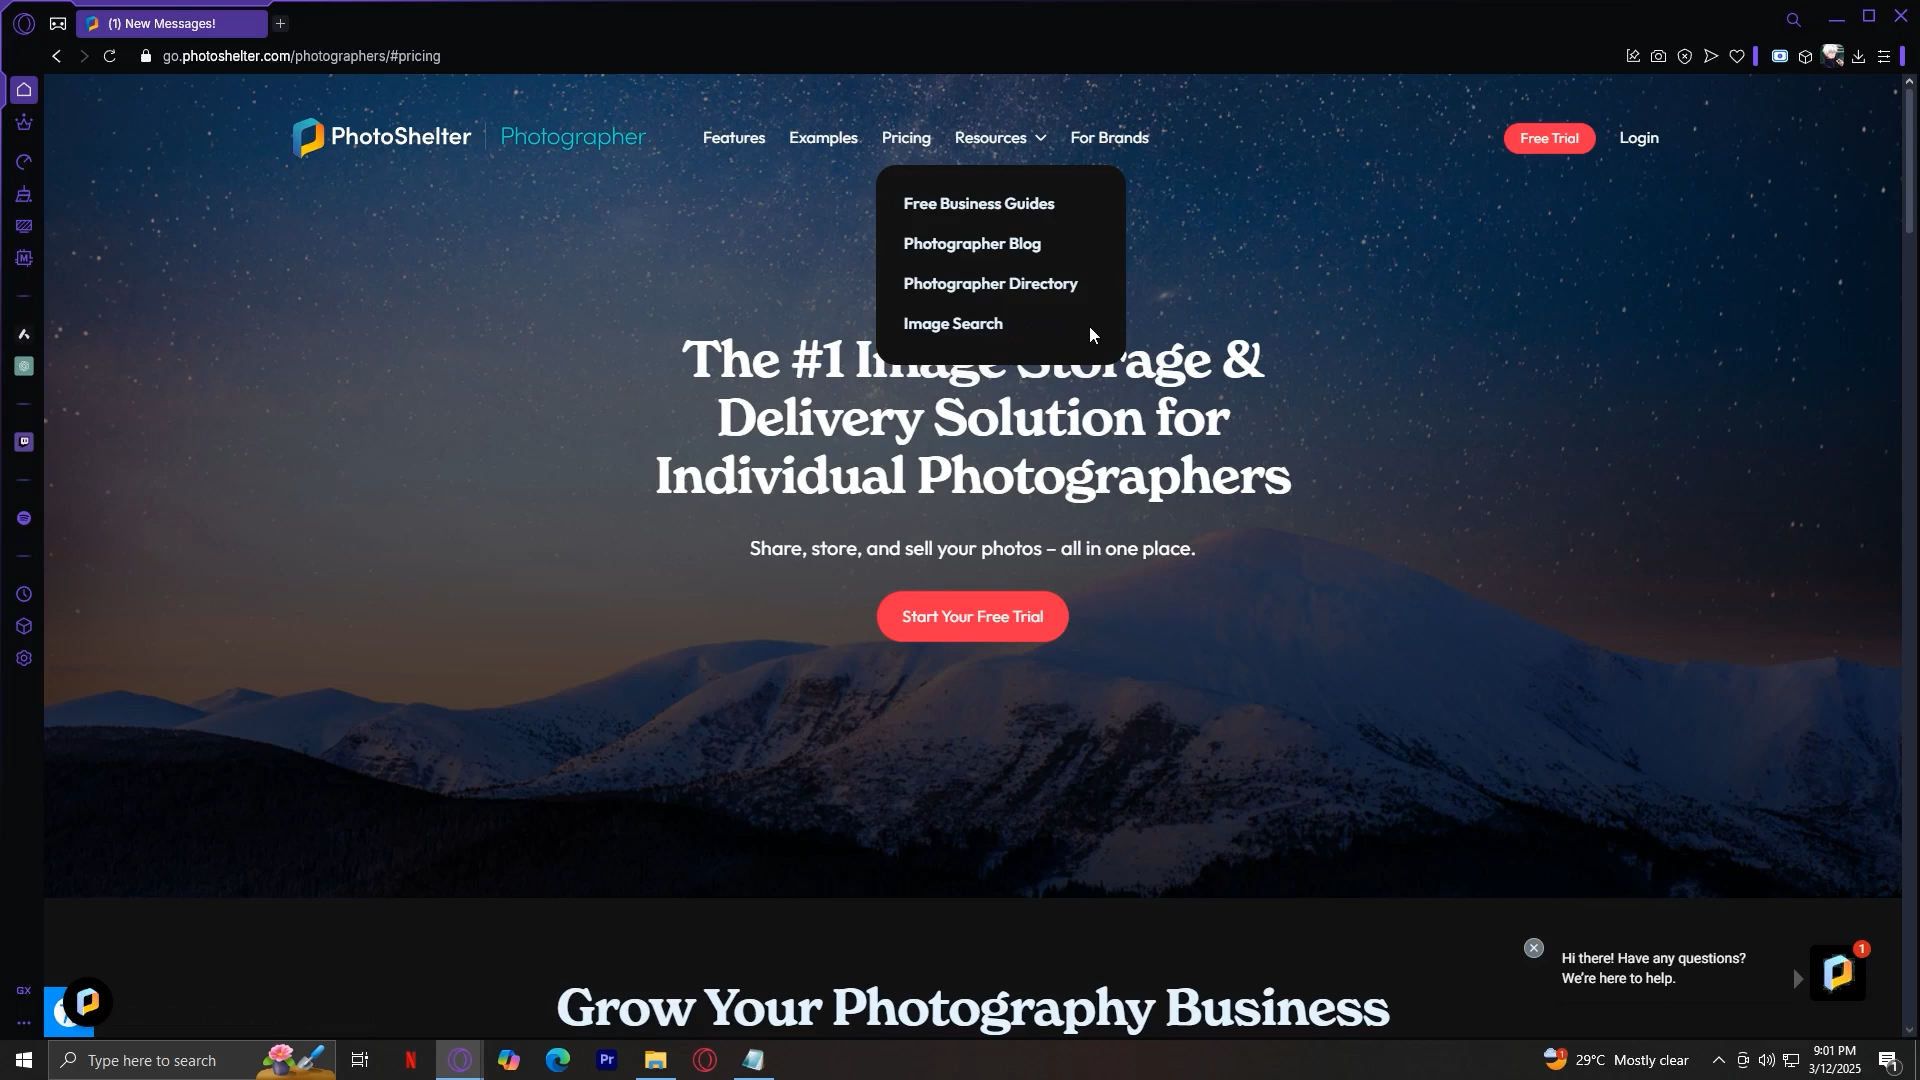 (1) New Messages!
go.photoshelter.com/photographers/#pricing
PhotoShelter | Photographer
Features
Examples
Pricing
Resources
For Brands
Free Trial
Login
Free Business Guides
Photographer Blog
Photographer Directory
Image Search
The #1 Image Storage &
Delivery Solution for
Individual Photographers
Share, store, and sell your photos – all in one place.
Start Your Free Trial
Hi there! Have any questions?
We're here to help.
1
Grow Your Photography Business
GX
Type here to search
Pr
29°C Mostly clear
9:01 PM
3/12/2025
1